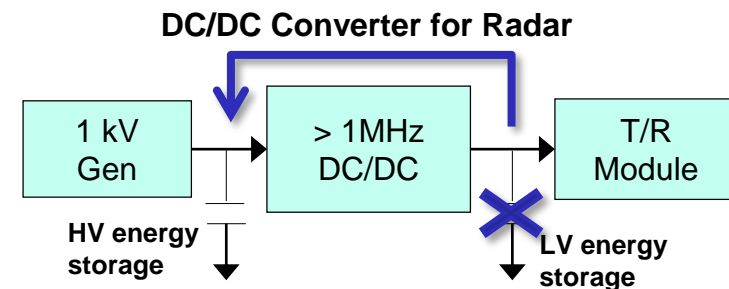 DC/DC Converter for Radar
1 kV
Gen
> 1MHz
DC/DC
T/R
Module
HV energy
storage
LV energy
storage